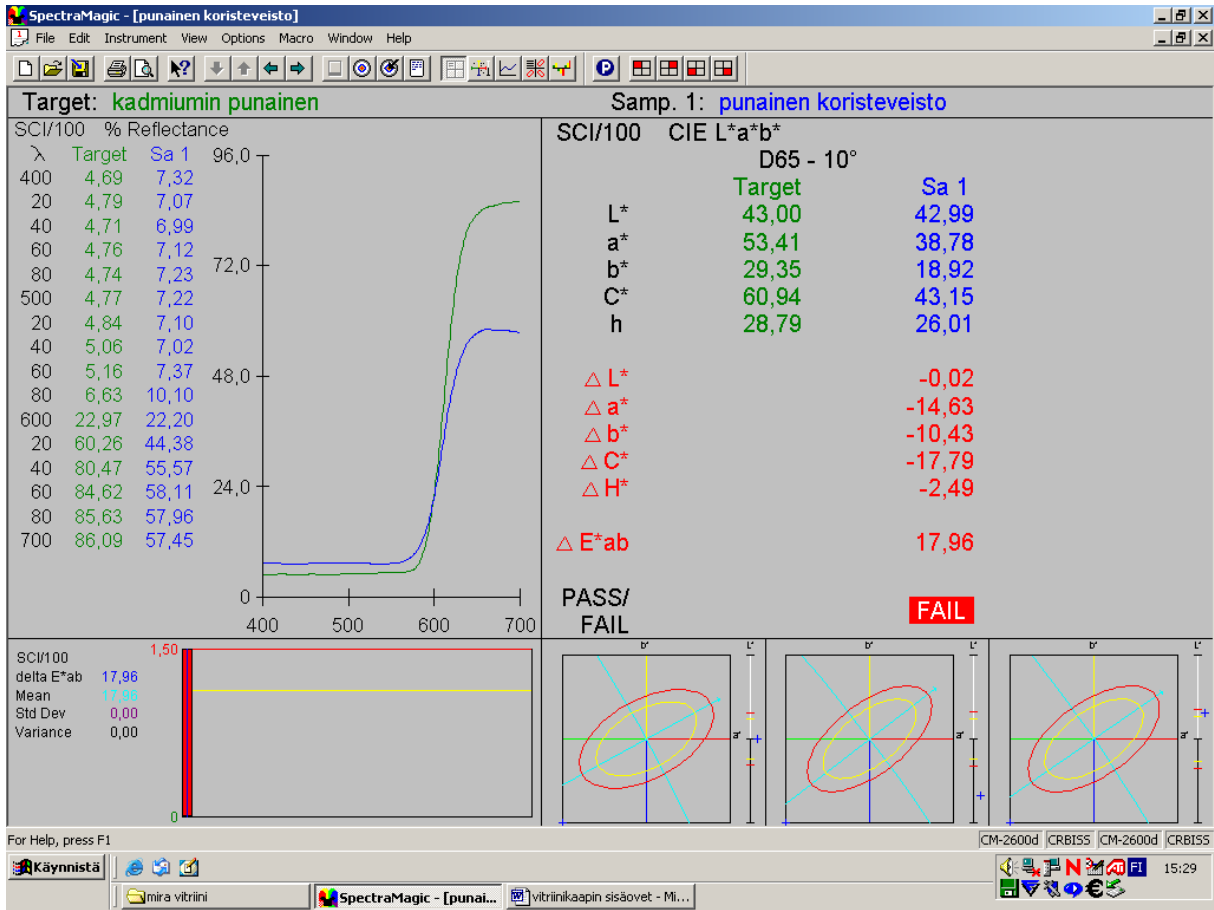 SpectraMagic - [punainen koristeveisto]
File Edit Instrument View Options Macro Window Help
Target: kadmiumin punainen Samp. 1: punainen koristeveisto
SCI/100 % Reflectance
λ Target Sa 1
400 4,69 7,32
20 4,79 7,07
40 4,71 6,99
60 4,76 7,12
80 4,74 7,23
500 4,77 7,22
20 4,84 7,10
40 5,06 7,02
60 5,16 7,37
80 6,63 10,10
600 22,97 22,20
20 60,26 44,38
40 80,47 55,57
60 84,62 58,11
80 85,63 57,96
700 86,09 57,45
96,0
72,0
48,0
24,0
0
400 500 600 700
SCI/100 CIE L*a*b*
D65 - 10°
Target Sa 1
L* 43,00 42,99
a* 53,41 38,78
b* 29,35 18,92
C* 60,94 43,15
h 28,79 26,01
△ L* -0,02
△ a* -14,63
△ b* -10,43
△ C* -17,79
△ H* -2,49
△ E*ab 17,96
PASS/
FAIL FAIL
SCI/100
delta E*ab 17,96
Mean 17,96
Std Dev 0,00
Variance 0,00
1,50
0
b* L* b* L* b* L*
a* a* a*
For Help, press F1 CM-2600d CRBISS CM-2600d CRBISS
Käynnistä FI 15:29
mira vitriini SpectraMagic - [punai... vitriinikaapin sisäovet - Mi...